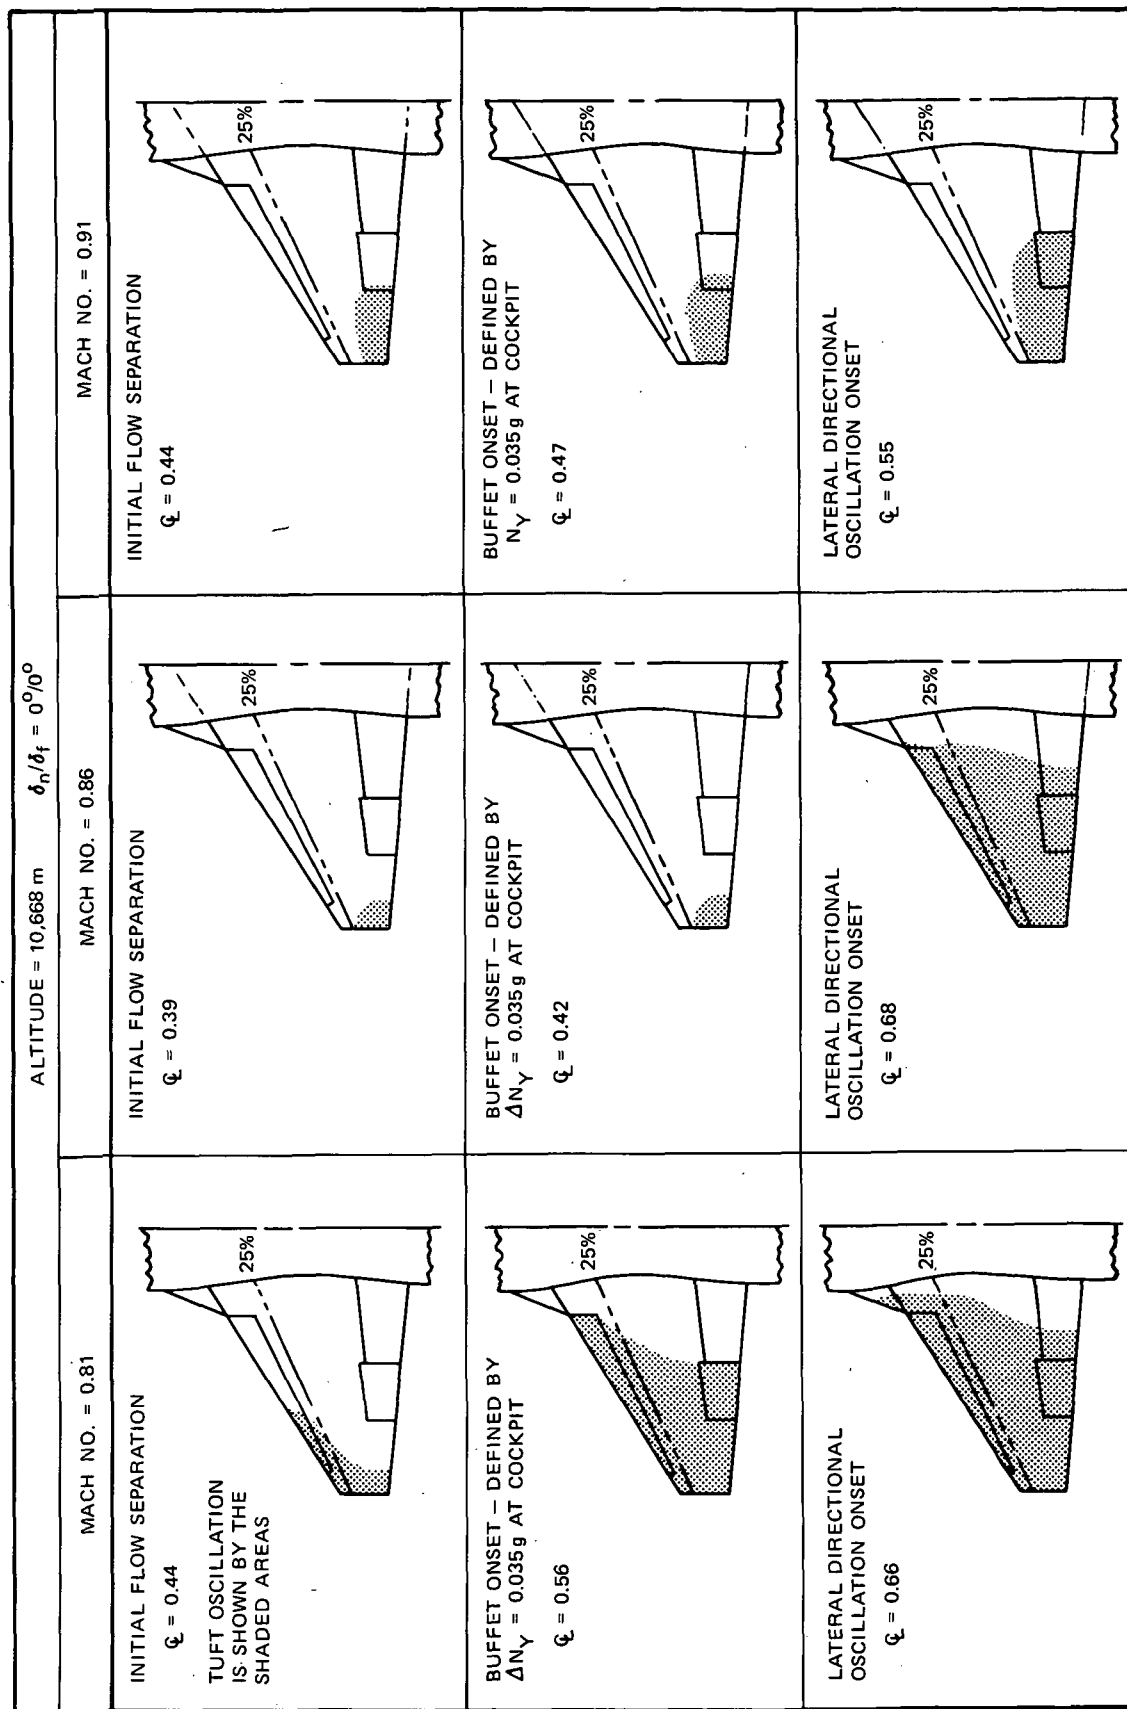 ALTITUDE = 10,668 m δn/δf = 0°/0°
MACH NO. = 0.81
MACH NO. = 0.86
MACH NO. = 0.91
INITIAL FLOW SEPARATION
CL = 0.44
TUFT OSCILLATION
IS SHOWN BY THE
SHADED AREAS
25%
INITIAL FLOW SEPARATION
CL = 0.39
25%
INITIAL FLOW SEPARATION
CL = 0.44
25%
BUFFET ONSET – DEFINED BY
ΔNY = 0.035g AT COCKPIT
CL = 0.56
25%
BUFFET ONSET – DEFINED BY
ΔNY = 0.035g AT COCKPIT
CL = 0.42
25%
BUFFET ONSET – DEFINED BY
NY = 0.035g AT COCKPIT
CL = 0.47
25%
LATERAL DIRECTIONAL
OSCILLATION ONSET
CL = 0.66
25%
LATERAL DIRECTIONAL
OSCILLATION ONSET
CL = 0.68
25%
LATERAL DIRECTIONAL
OSCILLATION ONSET
CL = 0.55
25%